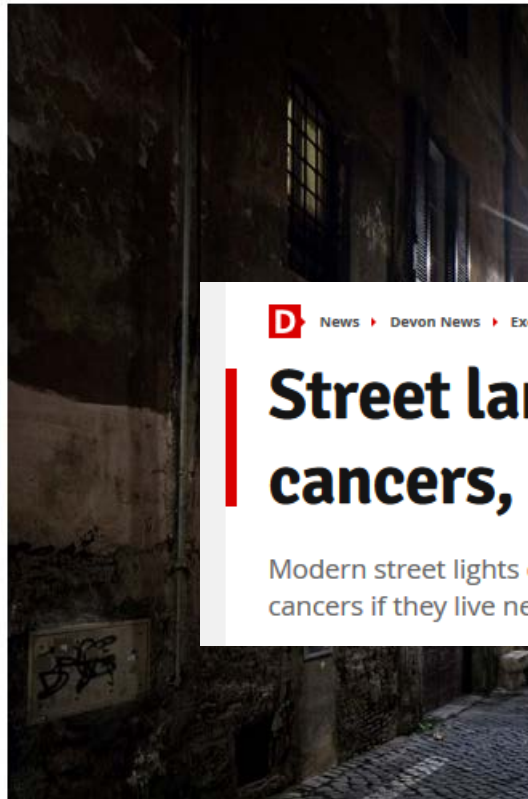 D News Devon News
Street
cancers,
Modern street lights
cancers if they live